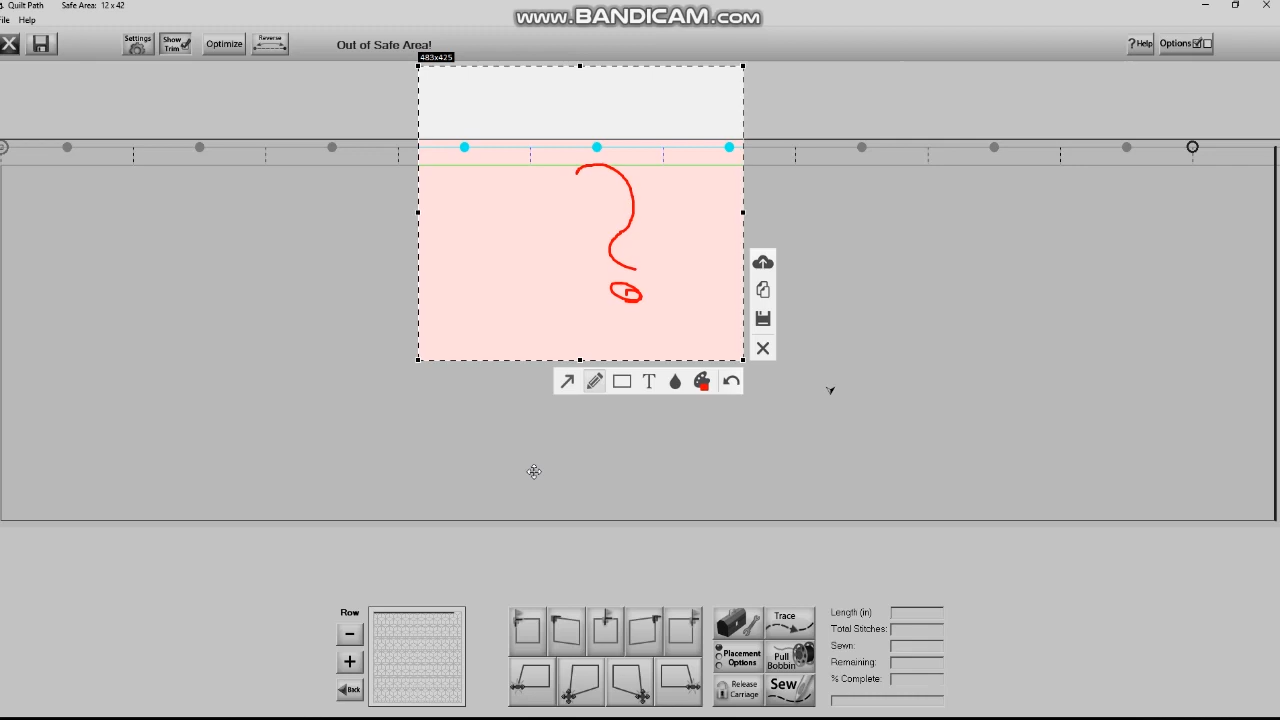 Quilt Path Safe Area: 12 x 42
www.BANDICAM.com
File Help
Settings
Show Trim
Optimize
Reverse
Out of Safe Area!
?Help
Options
483x425
?
T
Row
-
+
Back
Trace
Placement Options
Pull Bobbin
Release Carriage
Sew
Length (in)
Total Stitches:
Sewn:
Remaining:
% Complete: